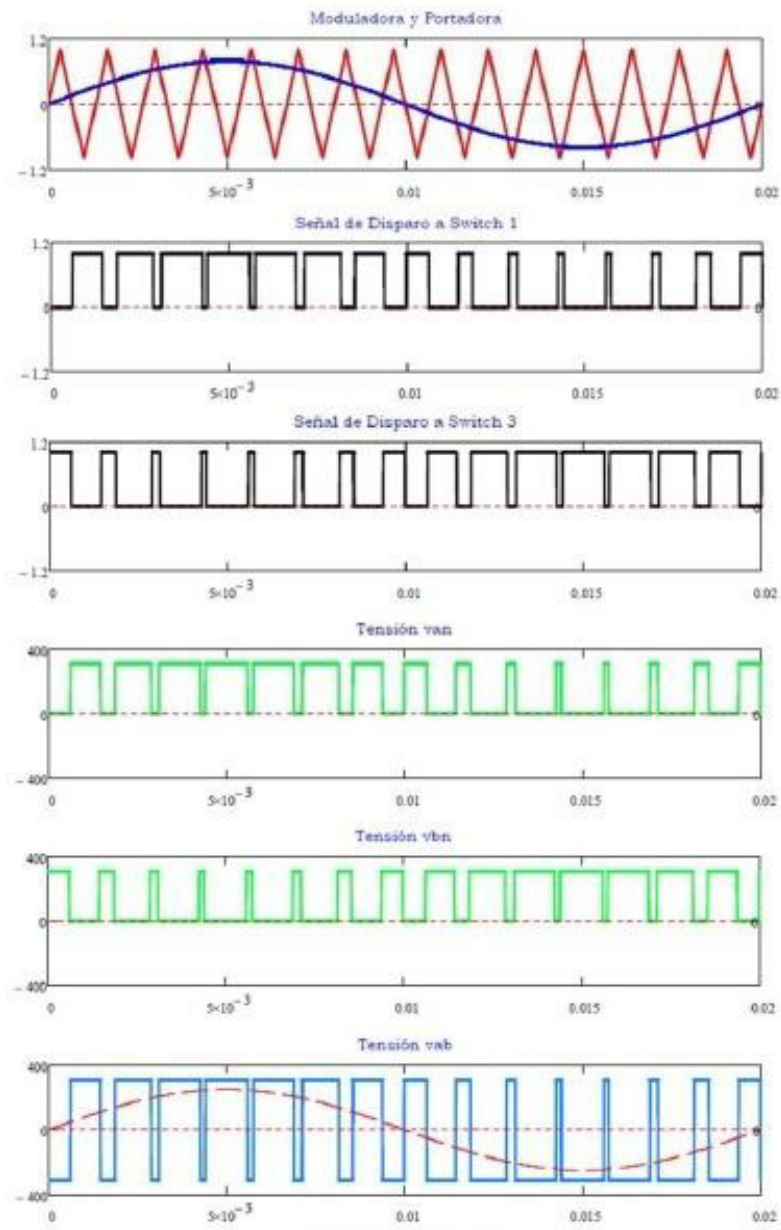 Moduladora y Portadora
1.2
0
−1.2
0 5×10⁻³ 0.01 0.015 0.02
Señal de Disparo a Switch 1
1.2
0 0
−1.2
0 5×10⁻³ 0.01 0.015 0.02
Señal de Disparo a Switch 3
1.2
0 0
−1.2
0 5×10⁻³ 0.01 0.015 0.02
Tensión van
400
0 0
−400
0 5×10⁻³ 0.01 0.015 0.02
Tensión vbn
400
0 0
−400
0 5×10⁻³ 0.01 0.015 0.02
Tensión vab
400
0 0
−400
0 5×10⁻³ 0.01 0.015 0.02